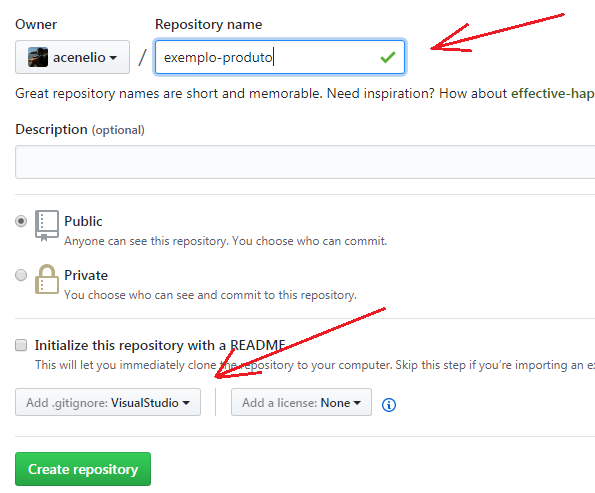 Owner
Repository name
acenelio / exemplo-produto
Great repository names are short and memorable. Need inspiration? How about effective-hap
Description (optional)
Public
Anyone can see this repository. You choose who can commit.
Private
You choose who can see and commit to this repository.
Initialize this repository with a README
This will let you immediately clone the repository to your computer. Skip this step if you're importing an ex
Add .gitignore: VisualStudio
Add a license: None
Create repository